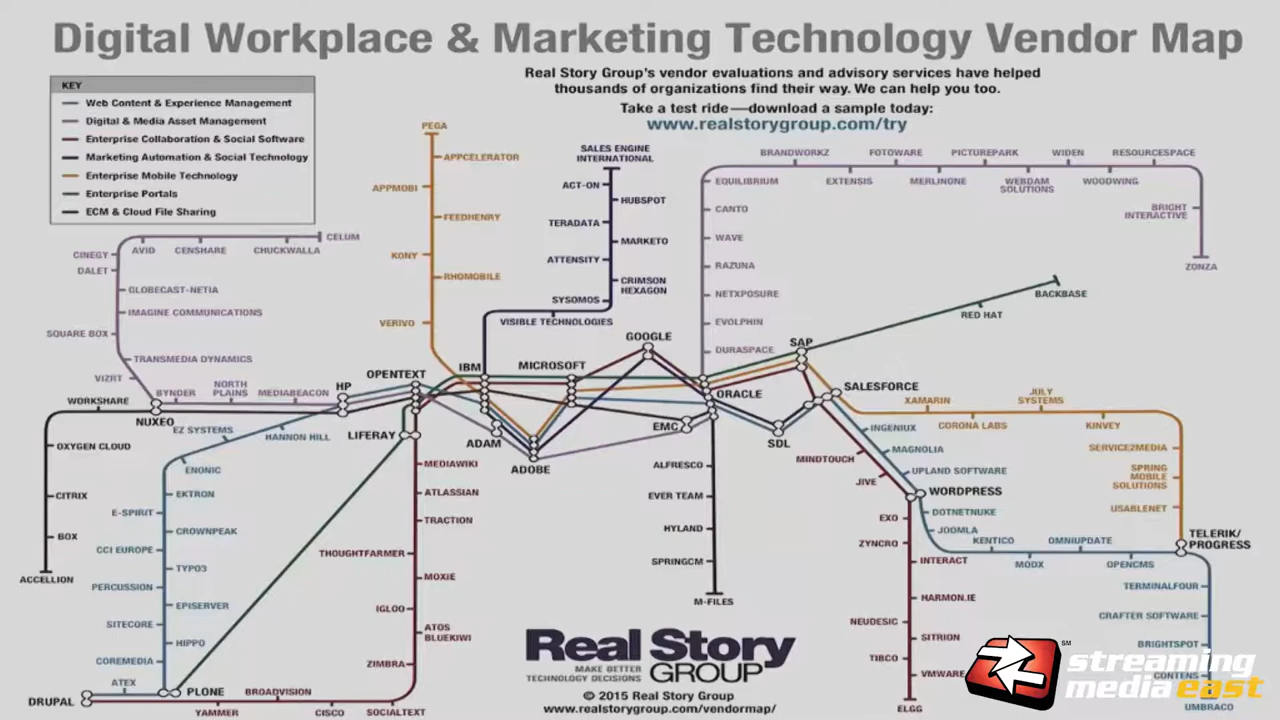 Digital Workplace & Marketing Technology Vendor Map
KEY
Web Content & Experience Management
Digital & Media Asset Management
Enterprise Collaboration & Social Software
Marketing Automation & Social Technology
Enterprise Mobile Technology
Enterprise Portals
ECM & Cloud File Sharing
Real Story Group's vendor evaluations and advisory services have helped
thousands of organizations find their way. We can help you too.
Take a test ride—download a sample today:
www.realstorygroup.com/try
PEGA
APPCELERATOR
APPMOBI
FEEDHENRY
KONY
RHOMOBILE
VERIVO
SALES ENGINE
INTERNATIONAL
ACT-ON
HUBSPOT
TERADATA
MARKETO
ATTENSITY
CRIMSON
HEXAGON
SYSOMOS
VISIBLE TECHNOLOGIES
BRANDWORKZ
FOTOWARE
PICTUREPARK
WIDEN
RESOURCESPACE
EQUILIBRIUM
EXTENSIS
MERLINONE
WEBDAM
SOLUTIONS
WOODWING
CANTO
BRIGHT
INTERACTIVE
WAVE
RAZUNA
ZONZA
NETXPOSURE
EVOLPHIN
DURASPACE
BACKBASE
RED HAT
CELUM
CINEGY
AVID
CENSHARE
CHUCKWALLA
DALET
GLOBECAST-NETIA
IMAGINE COMMUNICATIONS
SQUARE BOX
TRANSMEDIA DYNAMICS
VIZRT
BYNDER
NORTH
PLAINS
MEDIABEACON
HP
OPENTEXT
IBM
MICROSOFT
GOOGLE
SAP
ORACLE
SALESFORCE
WORKSHARE
NUXEO
EZ SYSTEMS
HANNON HILL
LIFERAY
ADAM
ADOBE
EMC
SDL
XAMARIN
JULY
SYSTEMS
CORONA LABS
KINVEY
SERVICE2MEDIA
SPRING
MOBILE
SOLUTIONS
USABLENET
TELERIK/
PROGRESS
OXYGEN CLOUD
CITRIX
BOX
ACCELLION
ENONIC
EKTRON
E-SPIRIT
CROWNPEAK
CCI EUROPE
TYPO3
PERCUSSION
EPISERVER
SITECORE
HIPPO
COREMEDIA
ATEX
DRUPAL
PLONE
BROADVISION
YAMMER
CISCO
SOCIALTEXT
MEDIAWIKI
ATLASSIAN
TRACTION
THOUGHTFARMER
MOXIE
IGLOO
ATOS
BLUEKIWI
ZIMBRA
ALFRESCO
EVER TEAM
HYLAND
SPRINGCM
M-FILES
INGENIUX
MAGNOLIA
MINDTOUCH
UPLAND SOFTWARE
JIVE
WORDPRESS
EXO
DOTNETNUKE
JOOMLA
ZYNCRO
KENTICO
OMNIUPDATE
INTERACT
MODX
OPENCMS
HARMON.IE
NEUDESIC
SITRION
TIBCO
VMWARE
ELGG
TERMINALFOUR
CRAFTER SOFTWARE
BRIGHTSPOT
CONTENS
UMBRACO
Real Story
GROUP
MAKE BETTER
TECHNOLOGY DECISIONS
© 2015 Real Story Group
www.realstorygroup.com/vendormap/
SM
streaming
media east